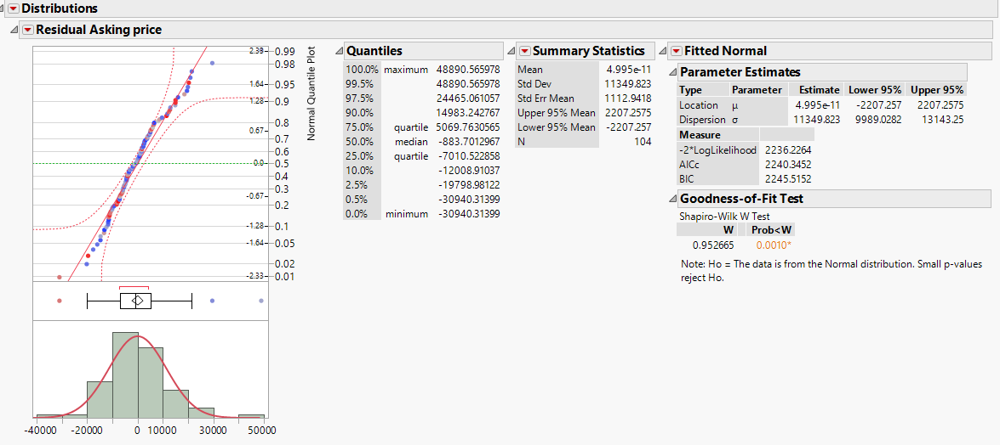 Distributions
Residual Asking price
2.33 0.99
0.98
1.64 0.95
1.28 0.9
0.8
0.67 0.7
0.6
0.0 0.5
0.4
0.3
-0.67 0.2
-1.28 0.1
-1.64 0.05
0.02
-2.33 0.01
Normal Quantile Plot
-40000 -20000 0 10000 30000 50000
Quantiles
100.0% maximum 48890.565978
99.5% 48890.565978
97.5% 24465.061057
90.0% 14983.242767
75.0% quartile 5069.7630565
50.0% median -883.7012967
25.0% quartile -7010.522858
10.0% -12008.91037
2.5% -19798.98122
0.5% -30940.31399
0.0% minimum -30940.31399
Summary Statistics
Mean 4.995e-11
Std Dev 11349.823
Std Err Mean 1112.9418
Upper 95% Mean 2207.2575
Lower 95% Mean -2207.257
N 104
Fitted Normal
Parameter Estimates
Type Parameter Estimate Lower 95% Upper 95%
Location μ 4.995e-11 -2207.257 2207.2575
Dispersion σ 11349.823 9989.0282 13143.25
Measure
-2*LogLikelihood 2236.2264
AICc 2240.3452
BIC 2245.5152
Goodness-of-Fit Test
Shapiro-Wilk W Test
W Prob<W
0.952665 0.0010*
Note: Ho = The data is from the Normal distribution. Small p-values
reject Ho.